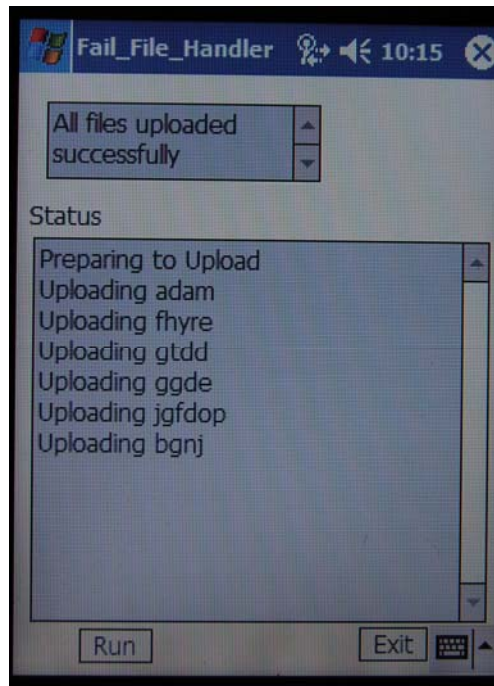 Fail_File_Handler 10:15
All files uploaded
successfully
Status
Preparing to Upload
Uploading adam
Uploading fhyre
Uploading gtdd
Uploading ggde
Uploading jgfdop
Uploading bgnj
Run Exit